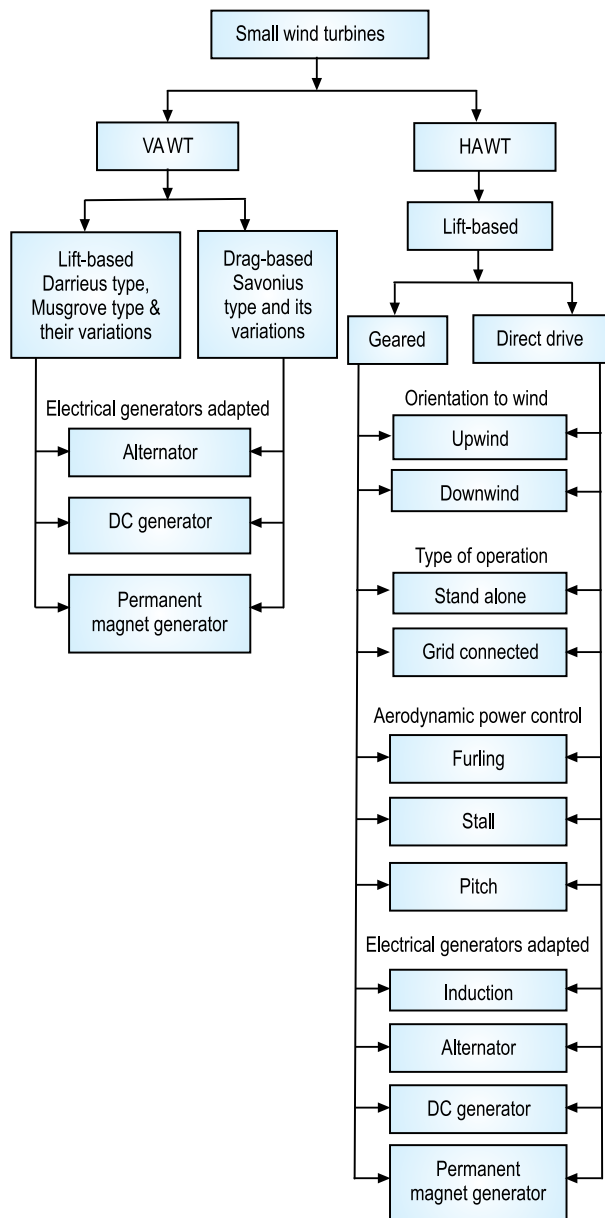 Small wind turbines
VAWT
HAWT
Lift-based
Darrieus type,
Musgrove type &
their variations
Drag-based
Savonius
type and its
variations
Electrical generators adapted
Alternator
DC generator
Permanent
magnet generator
Lift-based
Geared
Direct drive
Orientation to wind
Upwind
Downwind
Type of operation
Stand alone
Grid connected
Aerodynamic power control
Furling
Stall
Pitch
Electrical generators adapted
Induction
Alternator
DC generator
Permanent
magnet generator